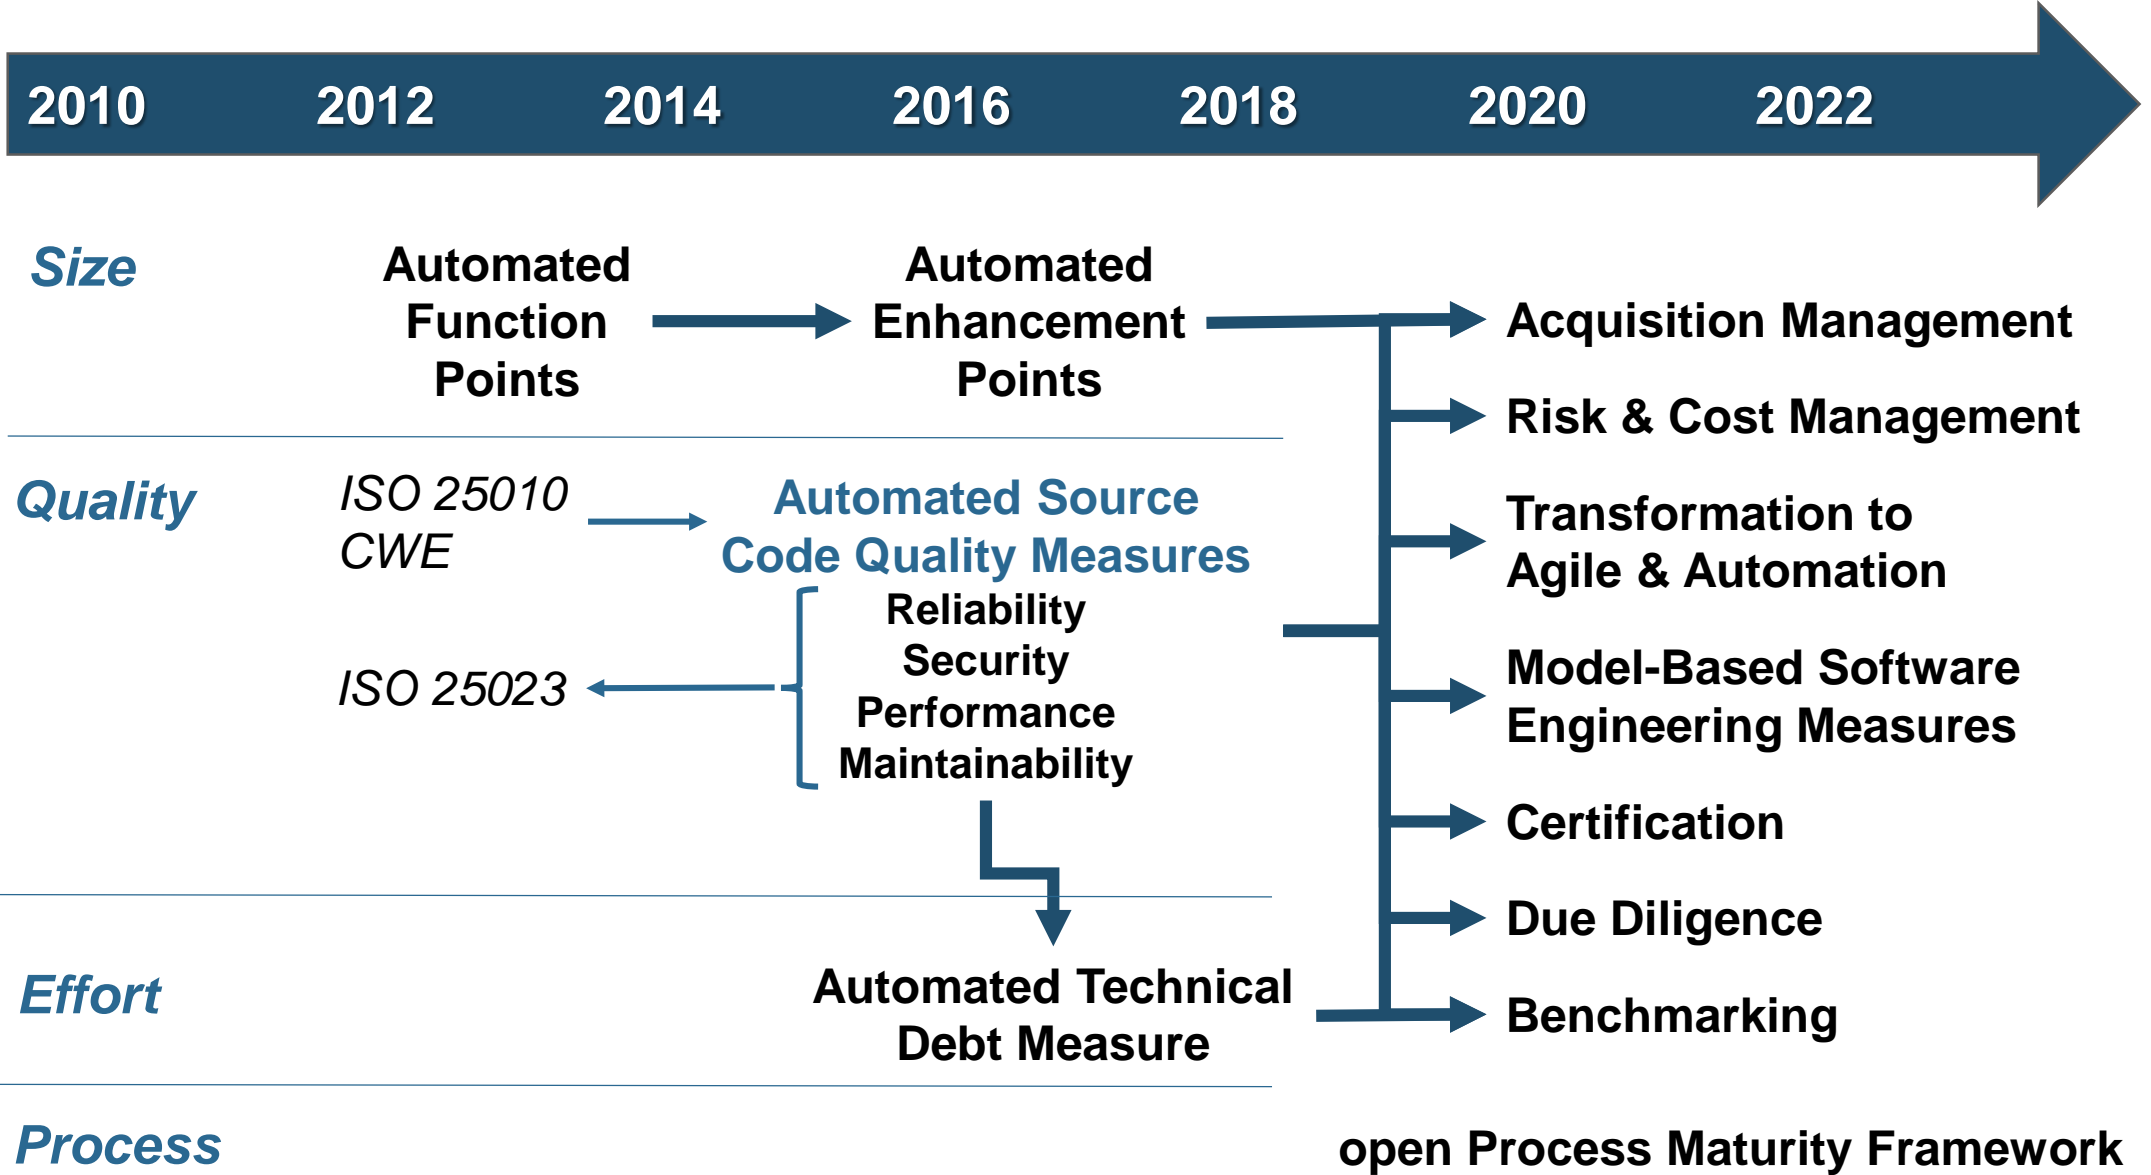 2010 2012 2014 2016 2018 2020 2022
Size
Automated
Function
Points
Automated
Enhancement
Points
Quality
ISO 25010
CWE
Automated Source
Code Quality Measures
Reliability
Security
Performance
Maintainability
ISO 25023
Effort
Automated Technical
Debt Measure
Acquisition Management
Risk & Cost Management
Transformation to
Agile & Automation
Model-Based Software
Engineering Measures
Certification
Due Diligence
Benchmarking
Process
open Process Maturity Framework